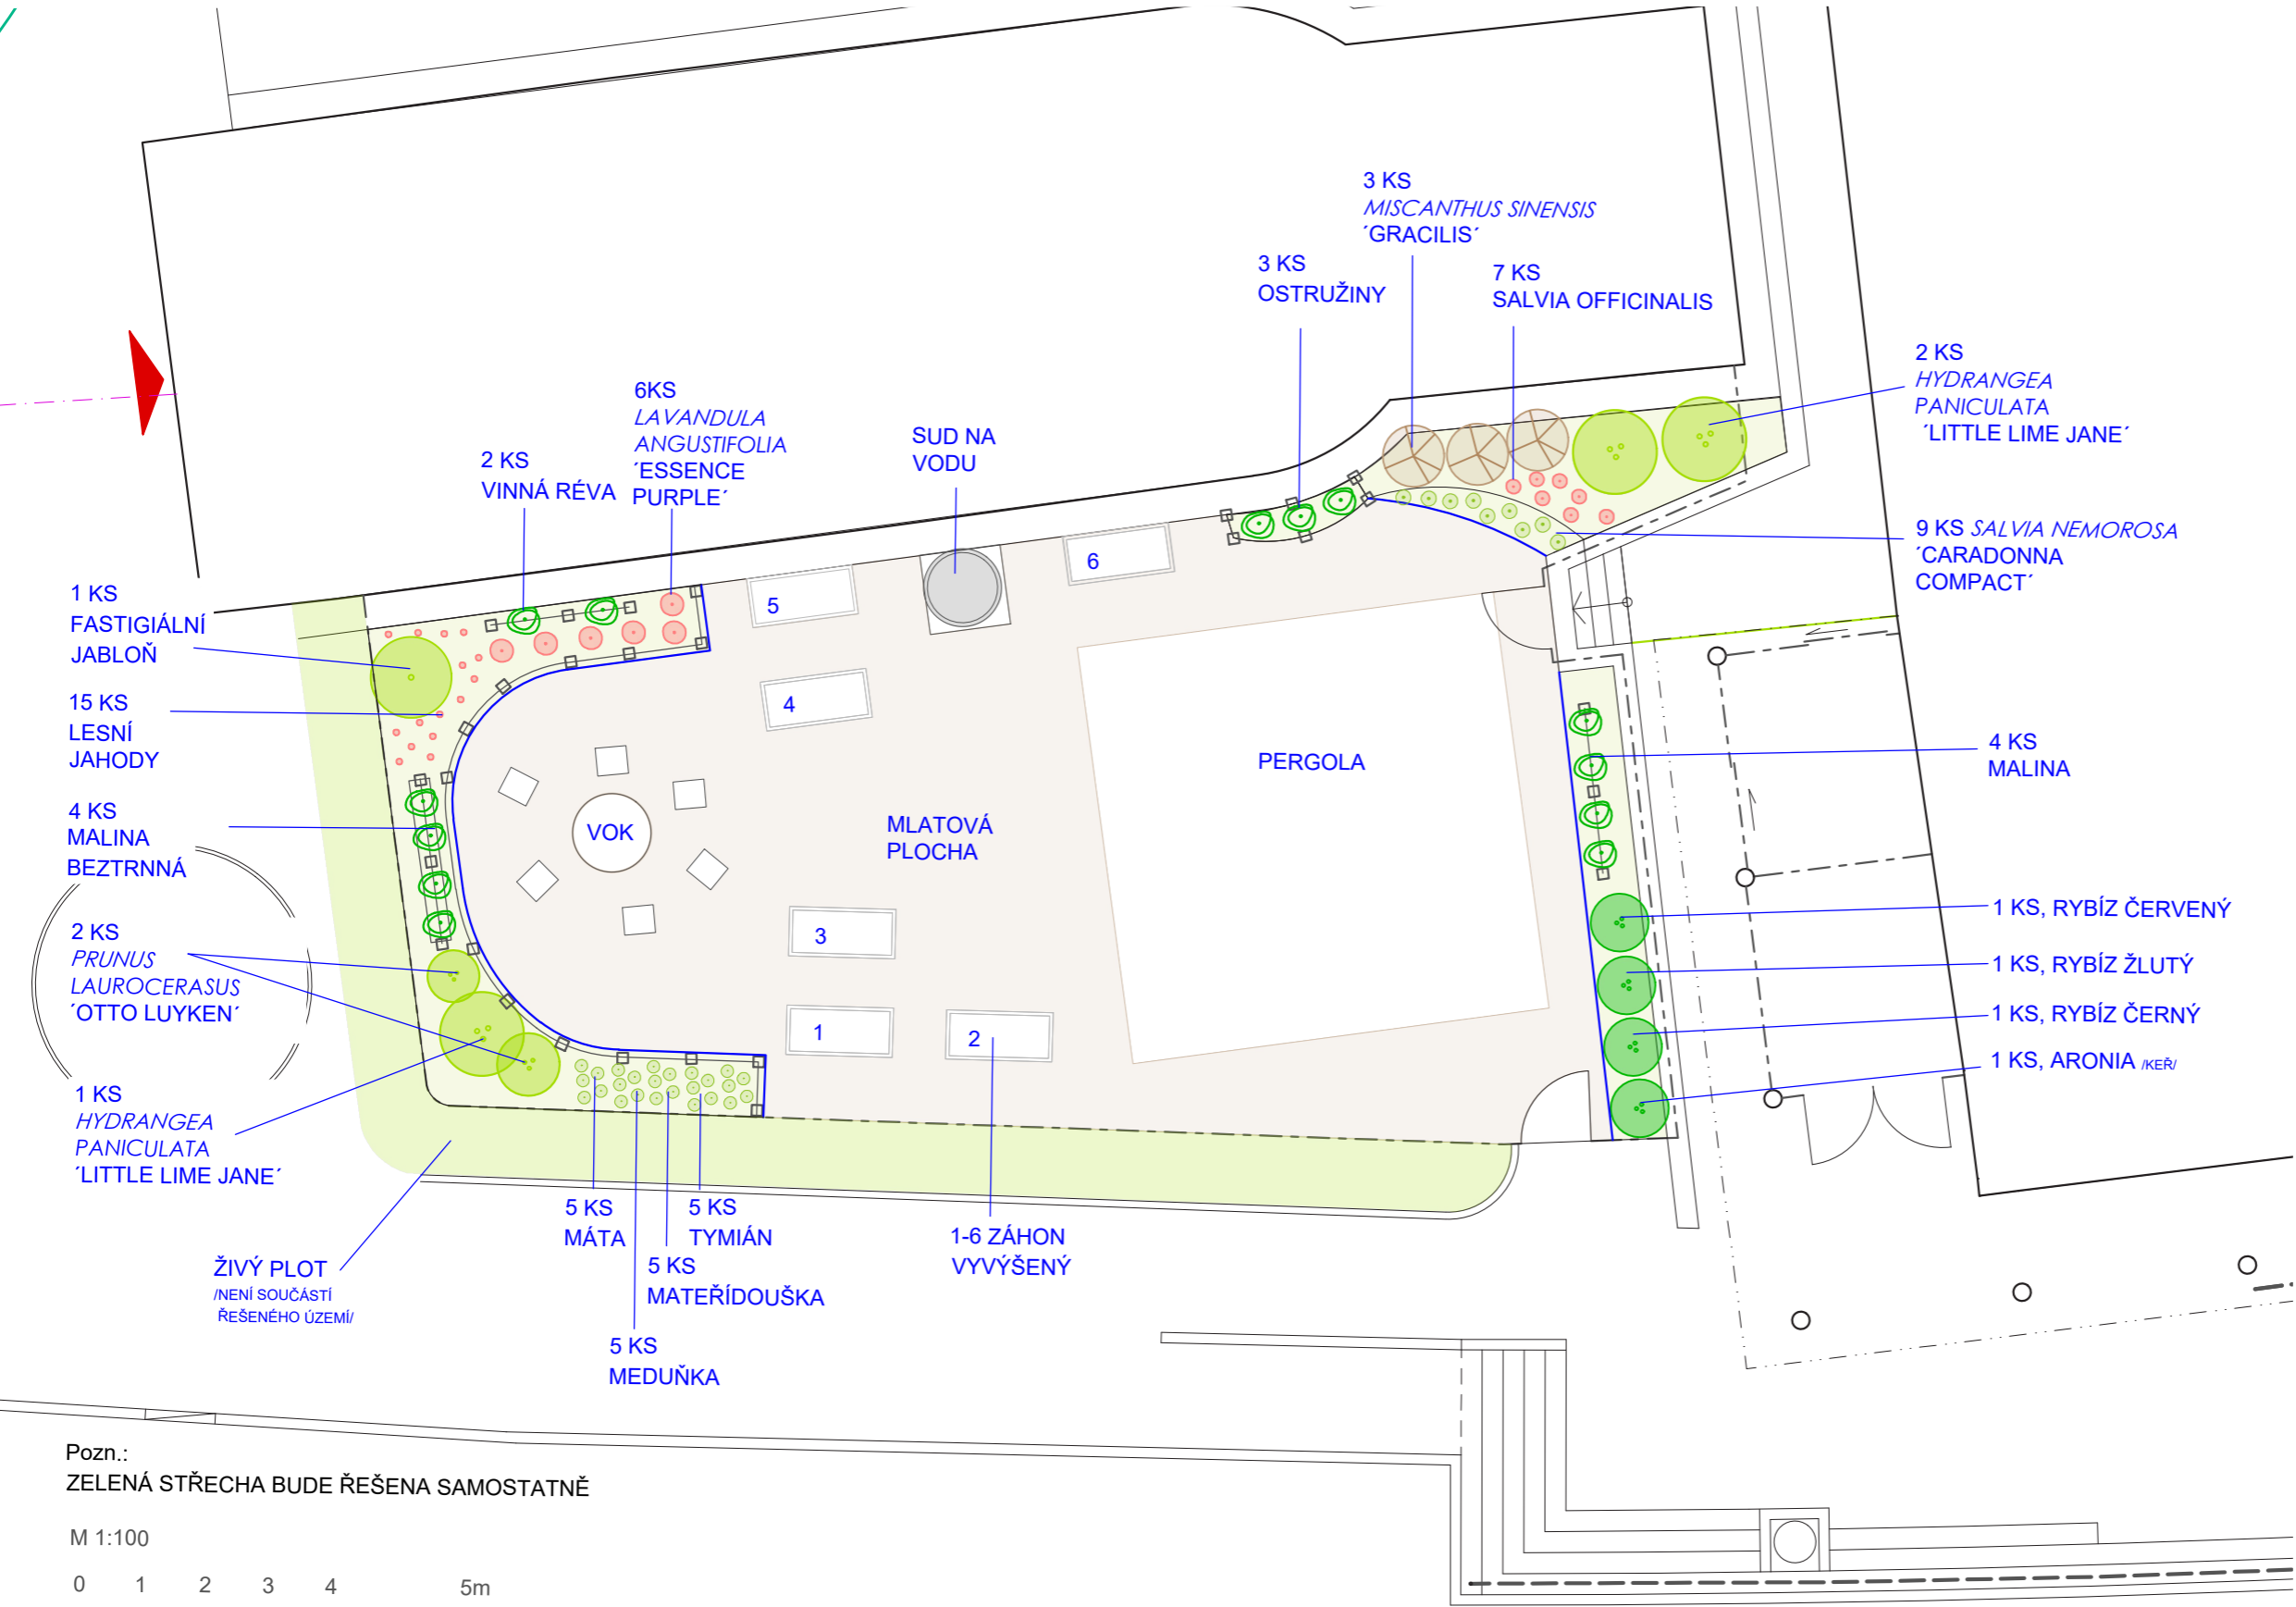 3 KS
MISCANTHUS SINENSIS
´GRACILIS´
3 KS
OSTRUŽINY
7 KS
SALVIA OFFICINALIS
2 KS
HYDRANGEA
PANICULATA
´LITTLE LIME JANE´
6KS
LAVANDULA
ANGUSTIFOLIA
´ESSENCE
PURPLE´
SUD NA
VODU
2 KS
VINNÁ RÉVA
9 KS SALVIA NEMOROSA
´CARADONNA
COMPACT´
1 KS
FASTIGIÁLNÍ
JABLOŇ
15 KS
LESNÍ
JAHODY
4 KS
MALINA
BEZTRNNÁ
2 KS
PRUNUS
LAUROCERASUS
´OTTO LUYKEN´
1 KS
HYDRANGEA
PANICULATA
´LITTLE LIME JANE´
5
6
4
3
1
2
VOK
MLATOVÁ
PLOCHA
PERGOLA
4 KS
MALINA
1 KS, RYBÍZ ČERVENÝ
1 KS, RYBÍZ ŽLUTÝ
1 KS, RYBÍZ ČERNÝ
1 KS, ARONIA /KEŘ/
5 KS
MÁTA
5 KS
TYMIÁN
5 KS
MATEŘÍDOUŠKA
5 KS
MEDUŇKA
1-6 ZÁHON
VYVÝŠENÝ
ŽIVÝ PLOT
/NENÍ SOUČÁSTÍ
ŘEŠENÉHO ÚZEMÍ/
Pozn.:
ZELENÁ STŘECHA BUDE ŘEŠENA SAMOSTATNĚ
M 1:100
0 1 2 3 4 5m